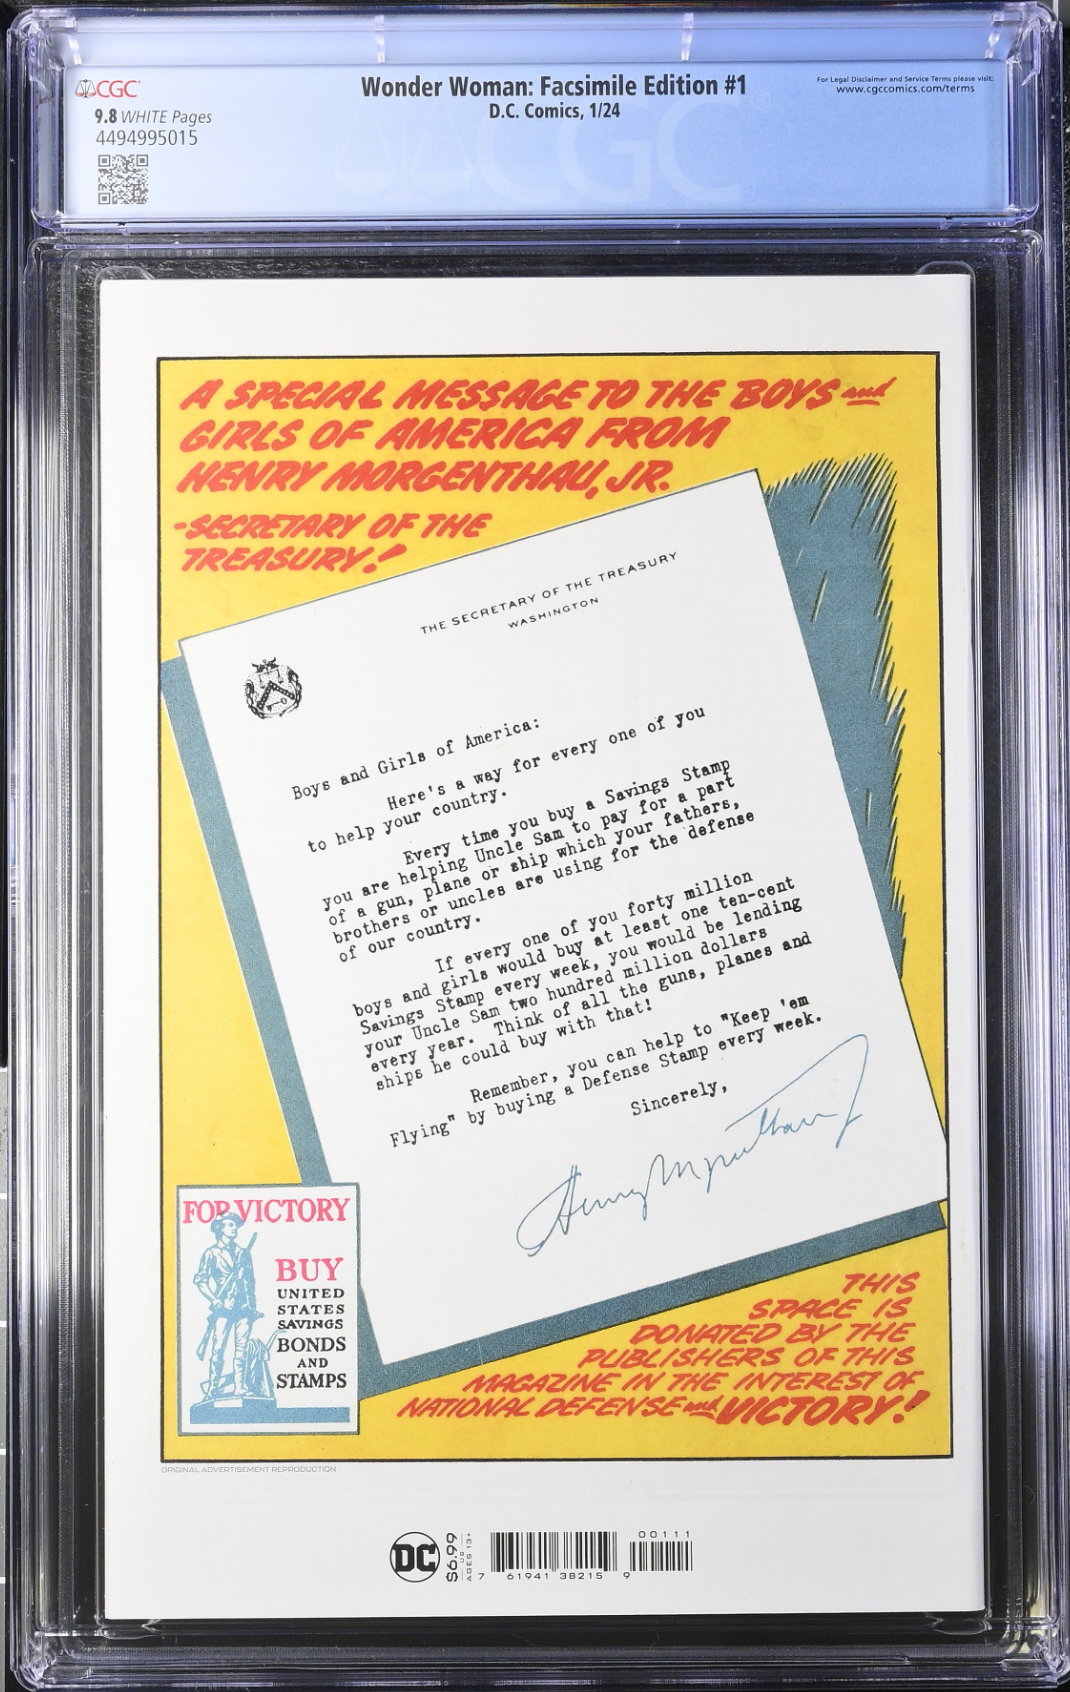 CGC
Wonder Woman: Facsimile Edition #1
For Legal Disclaimer and Service Terms please visit:
www.cgccomics.com/terms
9.8 WHITE Pages
D.C. Comics, 1/24
4494995015
CGC
A SPECIAL MESSAGE TO THE BOYS and
GIRLS OF AMERICA FROM
HENRY MORGENTHAU, JR.
-SECRETARY OF THE
TREASURY!
THE SECRETARY OF THE TREASURY
WASHINGTON
Boys and Girls of America:
Here's a way for every one of you
to help your country.
Every time you buy a Savings Stamp
you are helping Uncle Sam to pay for a part
of a gun, plane or ship which your fathers,
brothers or uncles are using for the defense
of our country.
If every one of you forty million
boys and girls would buy at least one ten-cent
Savings Stamp every week, you would be lending
your Uncle Sam two hundred million dollars
every year. Think of all the guns, planes and
ships he could buy with that!
Remember, you can help to "Keep 'em
Flying" by buying a Defense Stamp every week.
Sincerely,
Henry Morgenthau Jr
FOR VICTORY
BUY
UNITED
STATES
SAVINGS
BONDS
AND
STAMPS
THIS
SPACE IS
DONATED BY THE
PUBLISHERS OF THIS
MAGAZINE IN THE INTEREST OF
NATIONAL DEFENSE and VICTORY!
ORIGINAL ADVERTISEMENT REPRODUCTION
DC
$6.99
US
AGES 13+
00111
7 61941 38215 9